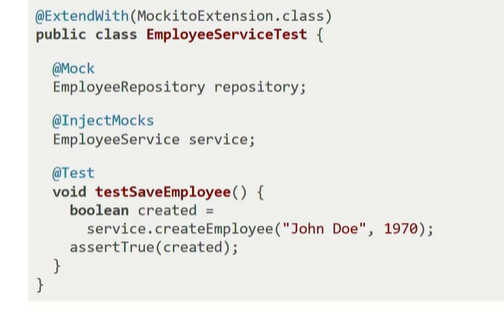 @ExtendWith(MockitoExtension.class)
public class EmployeeServiceTest {
@Mock
EmployeeRepository repository;
@InjectMocks
EmployeeService service;
@Test
void testSaveEmployee() {
boolean created =
service.createEmployee("John Doe", 1970);
assertTrue(created);
}
}